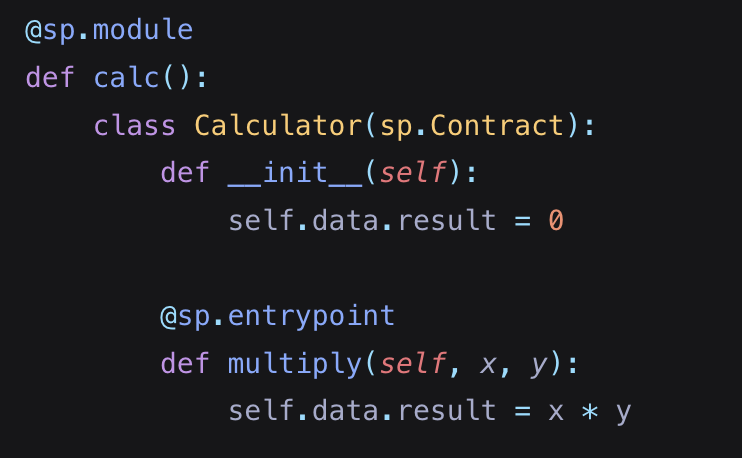 @sp.module
def calc():
    class Calculator(sp.Contract):
        def __init__(self):
            self.data.result = 0

        @sp.entrypoint
        def multiply(self, x, y):
            self.data.result = x * y